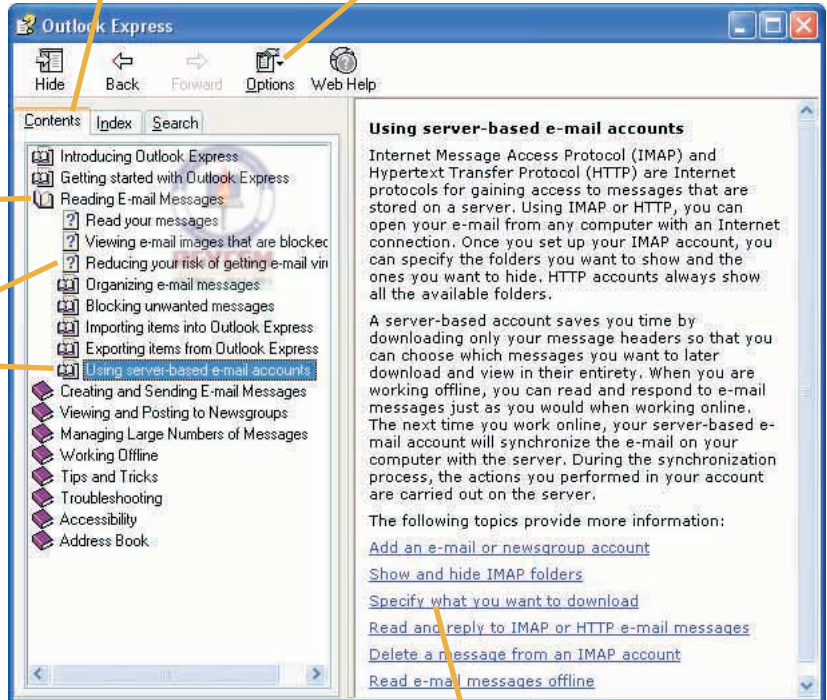 Outlook Express
Hide Back Forward Options Web Help
Contents Index Search
Introducing Outlook Express
Getting started with Outlook Express
Reading E-mail Messages
Read your messages
Viewing e-mail images that are blocked
Reducing your risk of getting e-mail vir
Organizing e-mail messages
Blocking unwanted messages
Importing items into Outlook Express
Exporting items from Outlook Express
Using server-based e-mail accounts
Creating and Sending E-mail Messages
Viewing and Posting to Newsgroups
Managing Large Numbers of Messages
Working Offline
Tips and Tricks
Troubleshooting
Accessibility
Address Book
Using server-based e-mail accounts
Internet Message Access Protocol (IMAP) and
Hypertext Transfer Protocol (HTTP) are Internet
protocols for gaining access to messages that are
stored on a server. Using IMAP or HTTP, you can
open your e-mail from any computer with an Internet
connection. Once you set up your IMAP account, you
can specify the folders you want to show and the
ones you want to hide. HTTP accounts always show
all the available folders.
A server-based account saves you time by
downloading only your message headers so that you
can choose which messages you want to later
download and view in their entirety. When you are
working offline, you can read and respond to e-mail
messages just as you would when working online.
The next time you work online, your server-based e-
mail account will synchronize the e-mail on your
computer with the server. During the synchronization
process, the actions you performed in your account
are carried out on the server.
The following topics provide more information:
Add an e-mail or newsgroup account
Show and hide IMAP folders
Specify what you want to download
Read and reply to IMAP or HTTP e-mail messages
Delete a message from an IMAP account
Read e-mail messages offline